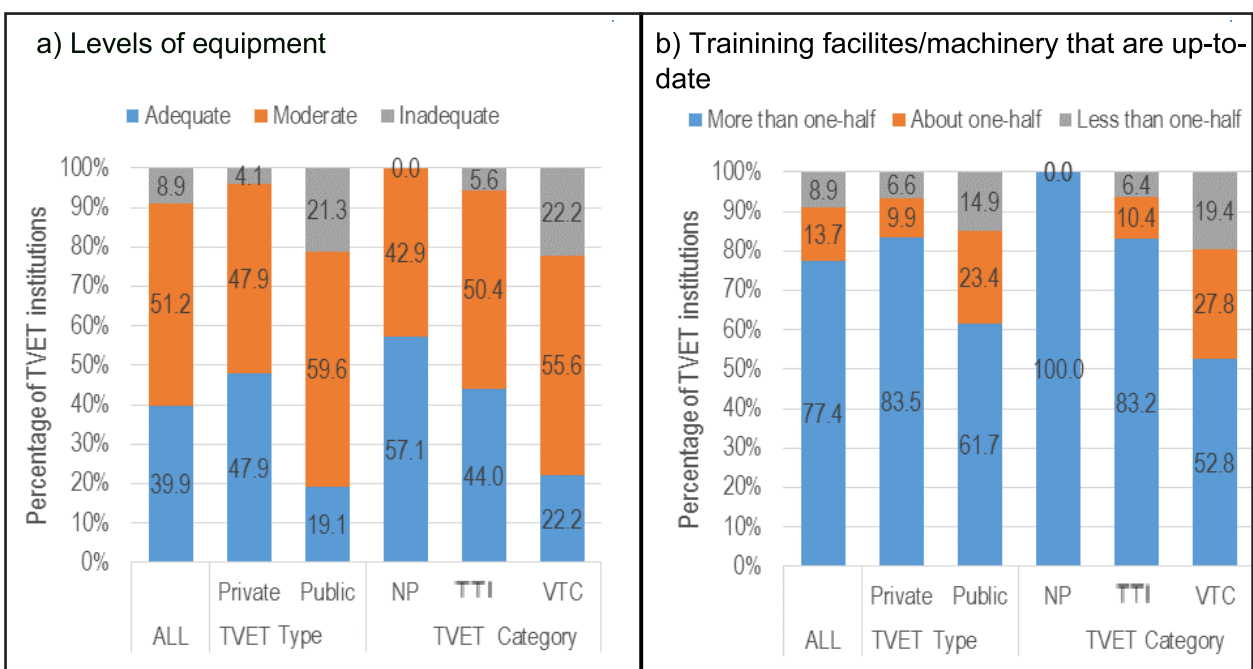 a) Levels of equipment
Adequate Moderate Inadequate
100%
90%
80%
70%
60%
50%
40%
30%
20%
10%
0%
Percentage of TVET institutions
8.9 4.1 21.3 0.0 5.6 22.2
51.2 47.9 59.6 42.9 50.4 55.6
39.9 47.9 19.1 57.1 44.0 22.2
Private Public NP TTI VTC
ALL TVET Type TVET Category
b) Trainining facilites/machinery that are up-to-
date
More than one-half About one-half Less than one-half
100%
90%
80%
70%
60%
50%
40%
30%
20%
10%
0%
Percentage of TVET institutions
8.9 6.6 14.9 0.0 6.4 19.4
13.7 9.9 23.4 10.4 27.8
77.4 83.5 61.7 100.0 83.2 52.8
Private Public NP TTI VTC
ALL TVET Type TVET Category